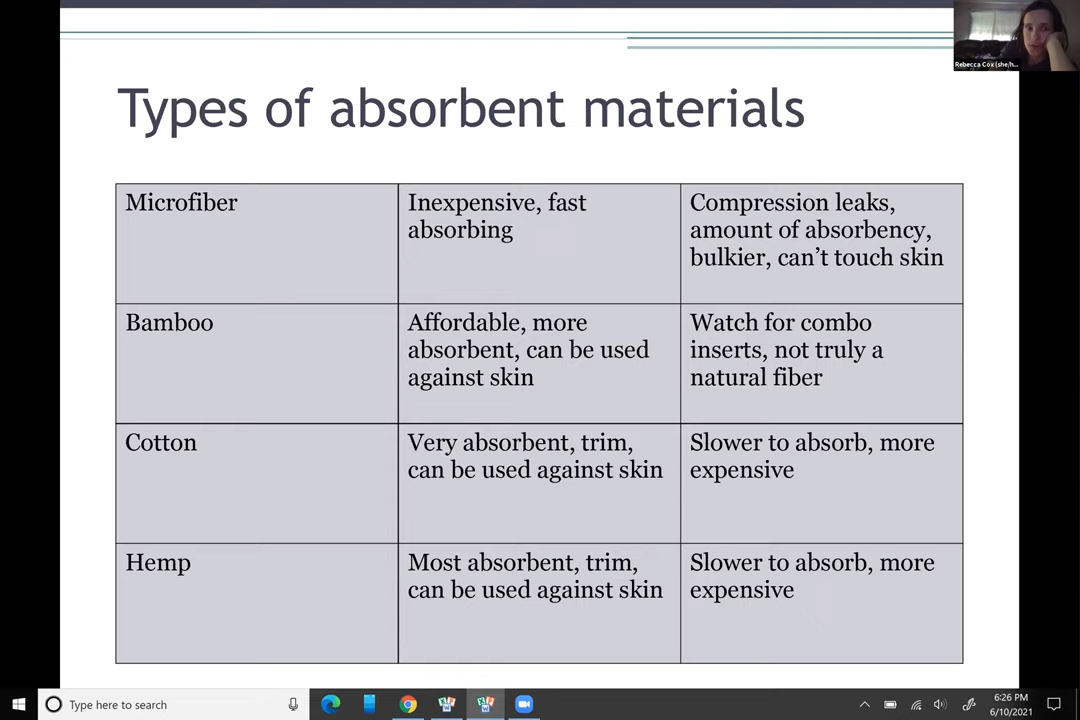 Rebecca Cox (she/h...
Types of absorbent materials
Microfiber
Inexpensive, fast
absorbing
Compression leaks,
amount of absorbency,
bulkier, can’t touch skin
Bamboo
Affordable, more
absorbent, can be used
against skin
Watch for combo
inserts, not truly a
natural fiber
Cotton
Very absorbent, trim,
can be used against skin
Slower to absorb, more
expensive
Hemp
Most absorbent, trim,
can be used against skin
Slower to absorb, more
expensive
Type here to search
6:26 PM
6/10/2021